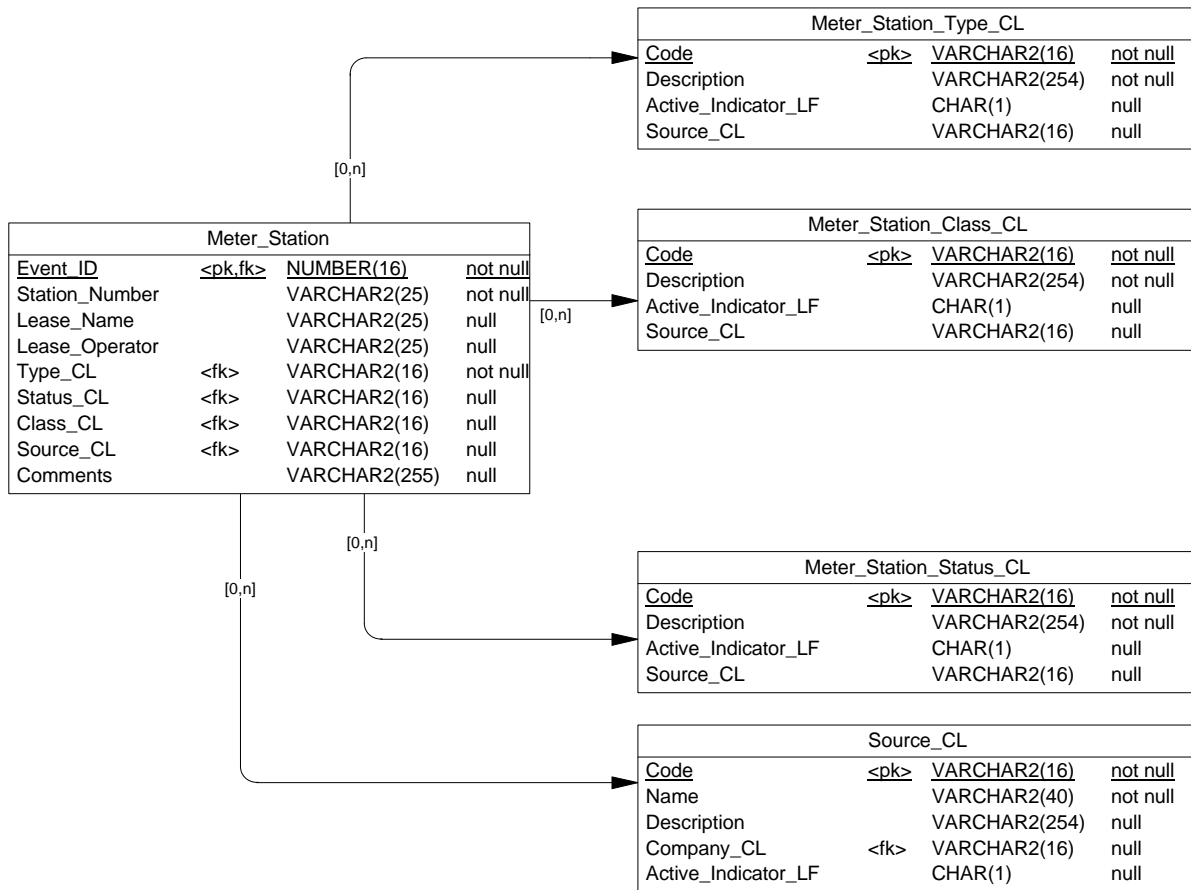 Meter_Station_Type_CL
Code <pk> VARCHAR2(16) not null
Description VARCHAR2(254) not null
Active_Indicator_LF CHAR(1) null
Source_CL VARCHAR2(16) null
[0,n]
Meter_Station_Class_CL
Code <pk> VARCHAR2(16) not null
Description VARCHAR2(254) not null
Active_Indicator_LF CHAR(1) null
Source_CL VARCHAR2(16) null
Meter_Station
Event_ID <pk,fk> NUMBER(16) not null
Station_Number VARCHAR2(25) not null
Lease_Name VARCHAR2(25) null
Lease_Operator VARCHAR2(25) null
Type_CL <fk> VARCHAR2(16) not null
Status_CL <fk> VARCHAR2(16) null
Class_CL <fk> VARCHAR2(16) null
Source_CL <fk> VARCHAR2(16) null
Comments VARCHAR2(255) null
[0,n]
[0,n]
[0,n]
Meter_Station_Status_CL
Code <pk> VARCHAR2(16) not null
Description VARCHAR2(254) not null
Active_Indicator_LF CHAR(1) null
Source_CL VARCHAR2(16) null
Source_CL
Code <pk> VARCHAR2(16) not null
Name VARCHAR2(40) not null
Description VARCHAR2(254) null
Company_CL <fk> VARCHAR2(16) null
Active_Indicator_LF CHAR(1) null